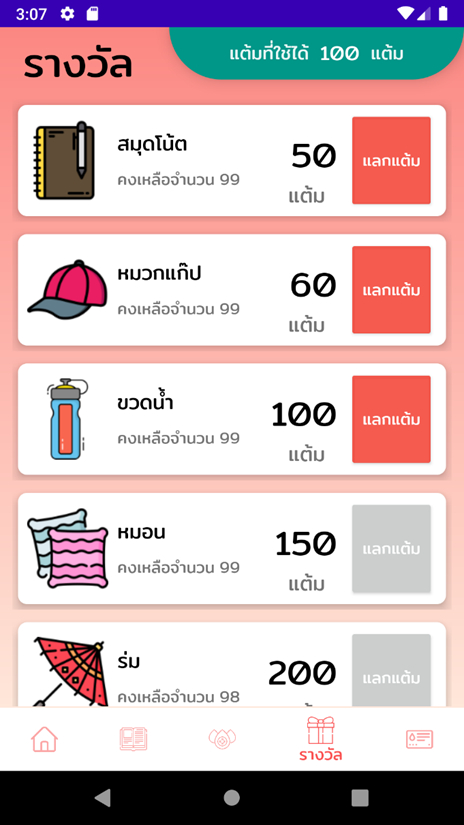 3:07
รางวัล
แต้มที่ใช้ได้ 100 แต้ม
สมุดโน้ต
คงเหลือจำนวน 99
50
แต้ม
แลกแต้ม
หมวกแก๊ป
คงเหลือจำนวน 99
60
แต้ม
แลกแต้ม
ขวดน้ำ
คงเหลือจำนวน 99
100
แต้ม
แลกแต้ม
หมอน
คงเหลือจำนวน 99
150
แต้ม
แลกแต้ม
ร่ม
คงเหลือจำนวน 98
200
แลกแต้ม
รางวัล